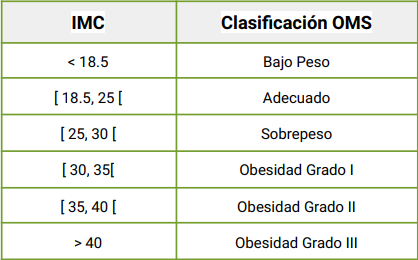 IMC Clasificación OMS
< 18.5 Bajo Peso
[ 18.5, 25 [ Adecuado
[ 25, 30 [ Sobrepeso
[ 30, 35[ Obesidad Grado I
[ 35, 40 [ Obesidad Grado II
> 40 Obesidad Grado III